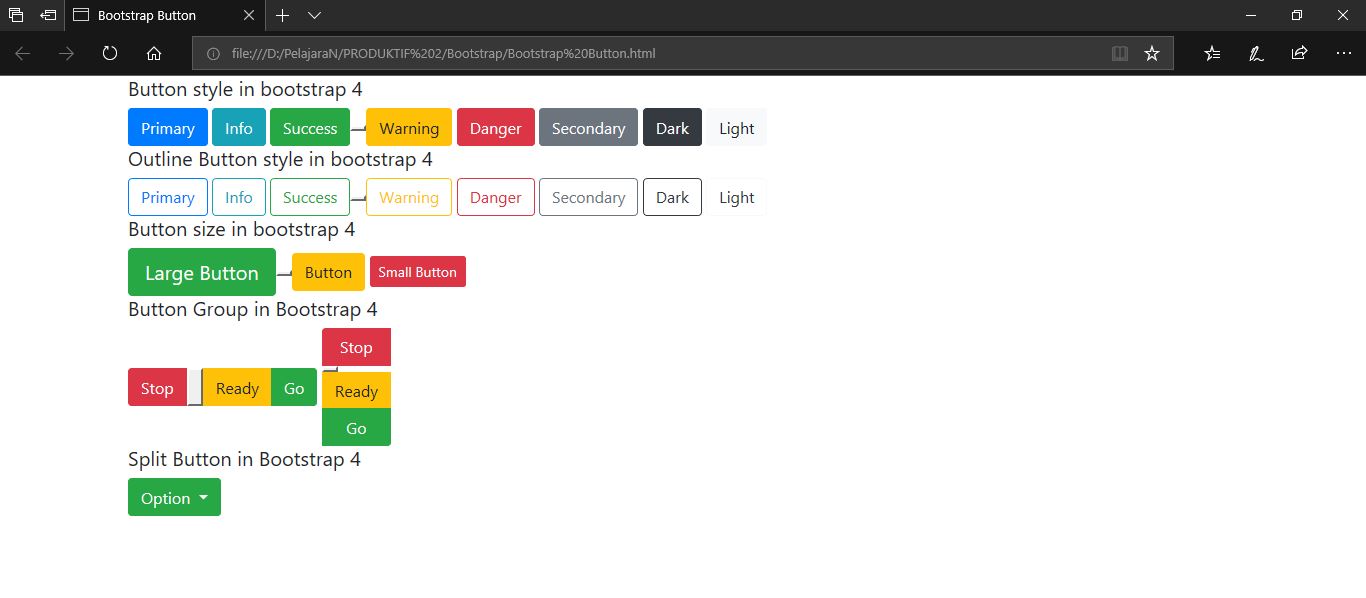 Bootstrap Button
file:///D:/PelajaraN/PRODUKTIF%202/Bootstrap/Bootstrap%20Button.html
Button style in bootstrap 4
Primary Info Success Warning Danger Secondary Dark Light
Outline Button style in bootstrap 4
Primary Info Success Warning Danger Secondary Dark Light
Button size in bootstrap 4
Large Button Button Small Button
Button Group in Bootstrap 4
Stop Ready Go
Stop
Ready
Go
Split Button in Bootstrap 4
Option